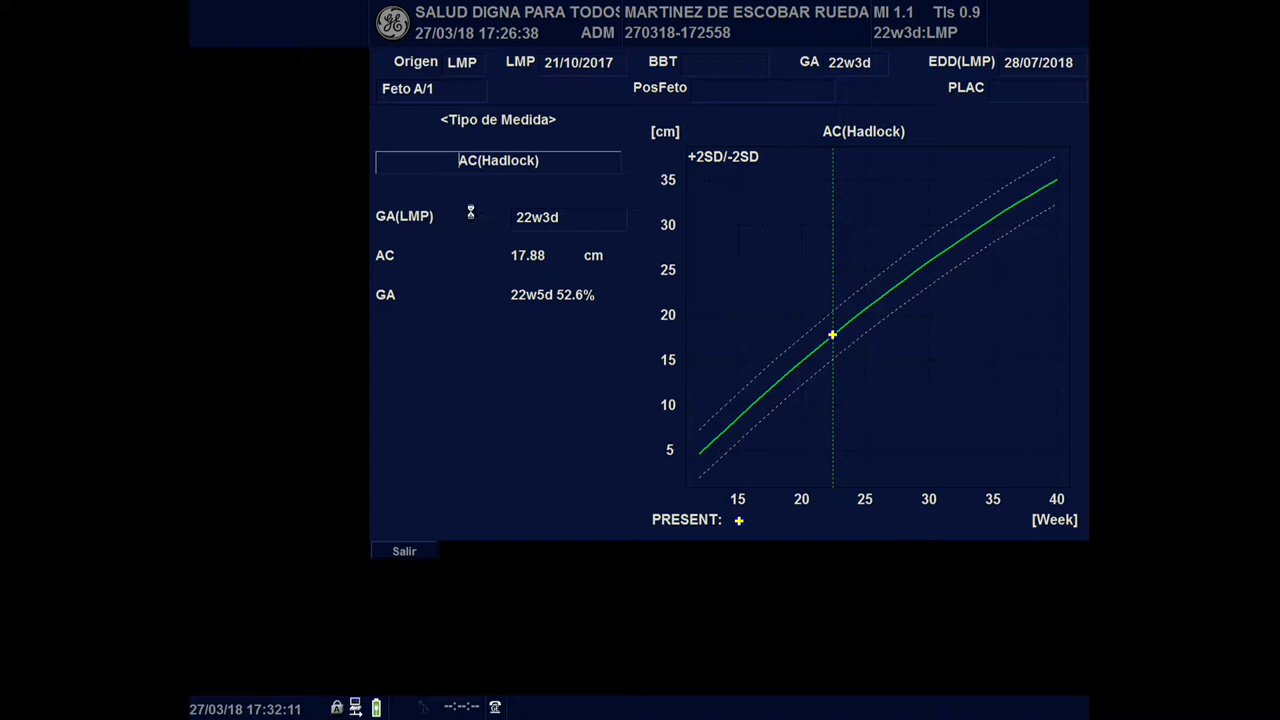 SALUD DIGNA PARA TODOS MARTINEZ DE ESCOBAR RUEDA MI 1.1 TIs 0.9
27/03/18 17:26:38 ADM 270318-172558 22w3d:LMP
Origen LMP LMP 21/10/2017 BBT GA 22w3d EDD(LMP) 28/07/2018
Feto A/1 PosFeto PLAC
<Tipo de Medida>
AC(Hadlock)
GA(LMP) 22w3d
AC 17.88 cm
GA 22w5d 52.6%
[cm] AC(Hadlock)
+2SD/-2SD
35
30
25
20
15
10
5
15 20 25 30 35 40
PRESENT: [Week]
Salir
27/03/18 17:32:11 --:--:--